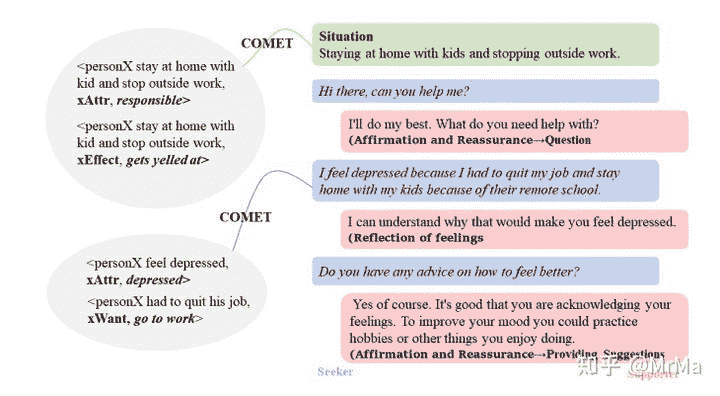 COMET
<personX stay at home with
kid and stop outside work,
xAttr, responsible>
<personX stay at home with
kid and stop outside work,
xEffect, gets yelled at>
Situation
Staying at home with kids and stopping outside work.
Hi there, can you help me?
I'll do my best. What do you need help with?
(Affirmation and Reassurance→Question
I feel depressed because I had to quit my job and stay
home with my kids because of their remote school.
COMET
I can understand why that would make you feel depressed.
(Reflection of feelings
<personX feel depressed,
xAttr, depressed>
<personX had to quit his job,
xWant, go to work>
Do you have any advice on how to feel better?
Yes of course. It's good that you are acknowledging your
feelings. To improve your mood you could practice
hobbies or other things you enjoy doing.
(Affirmation and Reassurance→Providing Suggestions
Seeker
Supporter
知乎 @MrMa